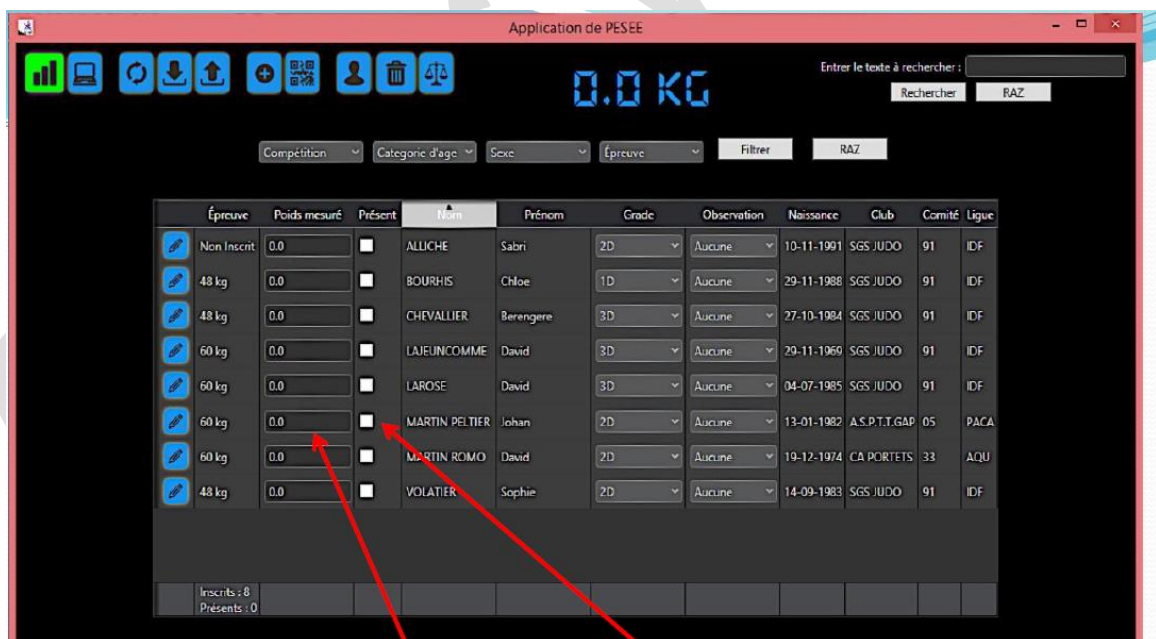 Application de PESEE
0.0 KG
Entrer le texte à rechercher :
Rechercher RAZ
Compétition Categorie d'age Sexe Épreuve Filtrer RAZ
Épreuve Poids mesuré Présent Nom Prénom Grade Observation Naissance Club Comité Ligue
Non Inscrit 0.0 ALLICHE Sabri 2D Aucune 10-11-1991 SGS JUDO 91 IDF
48 kg 0.0 BOURHIS Chloe 1D Aucune 29-11-1988 SGS JUDO 91 IDF
48 kg 0.0 CHEVALLIER Berengere 3D Aucune 27-10-1984 SGS JUDO 91 IDF
60 kg 0.0 LAJEUNCOMME David 3D Aucune 29-11-1969 SGS JUDO 91 IDF
60 kg 0.0 LAROSE David 3D Aucune 04-07-1985 SGS JUDO 91 IDF
60 kg 0.0 MARTIN PELTIER Johan 2D Aucune 13-01-1982 A.S.P.T.T.GAP 05 PACA
60 kg 0.0 MARTIN ROMO David 2D Aucune 19-12-1974 CA PORTETS 33 AQU
48 kg 0.0 VOLATIER Sophie 2D Aucune 14-09-1983 SGS JUDO 91 IDF
Inscrits : 8
Présents : 0